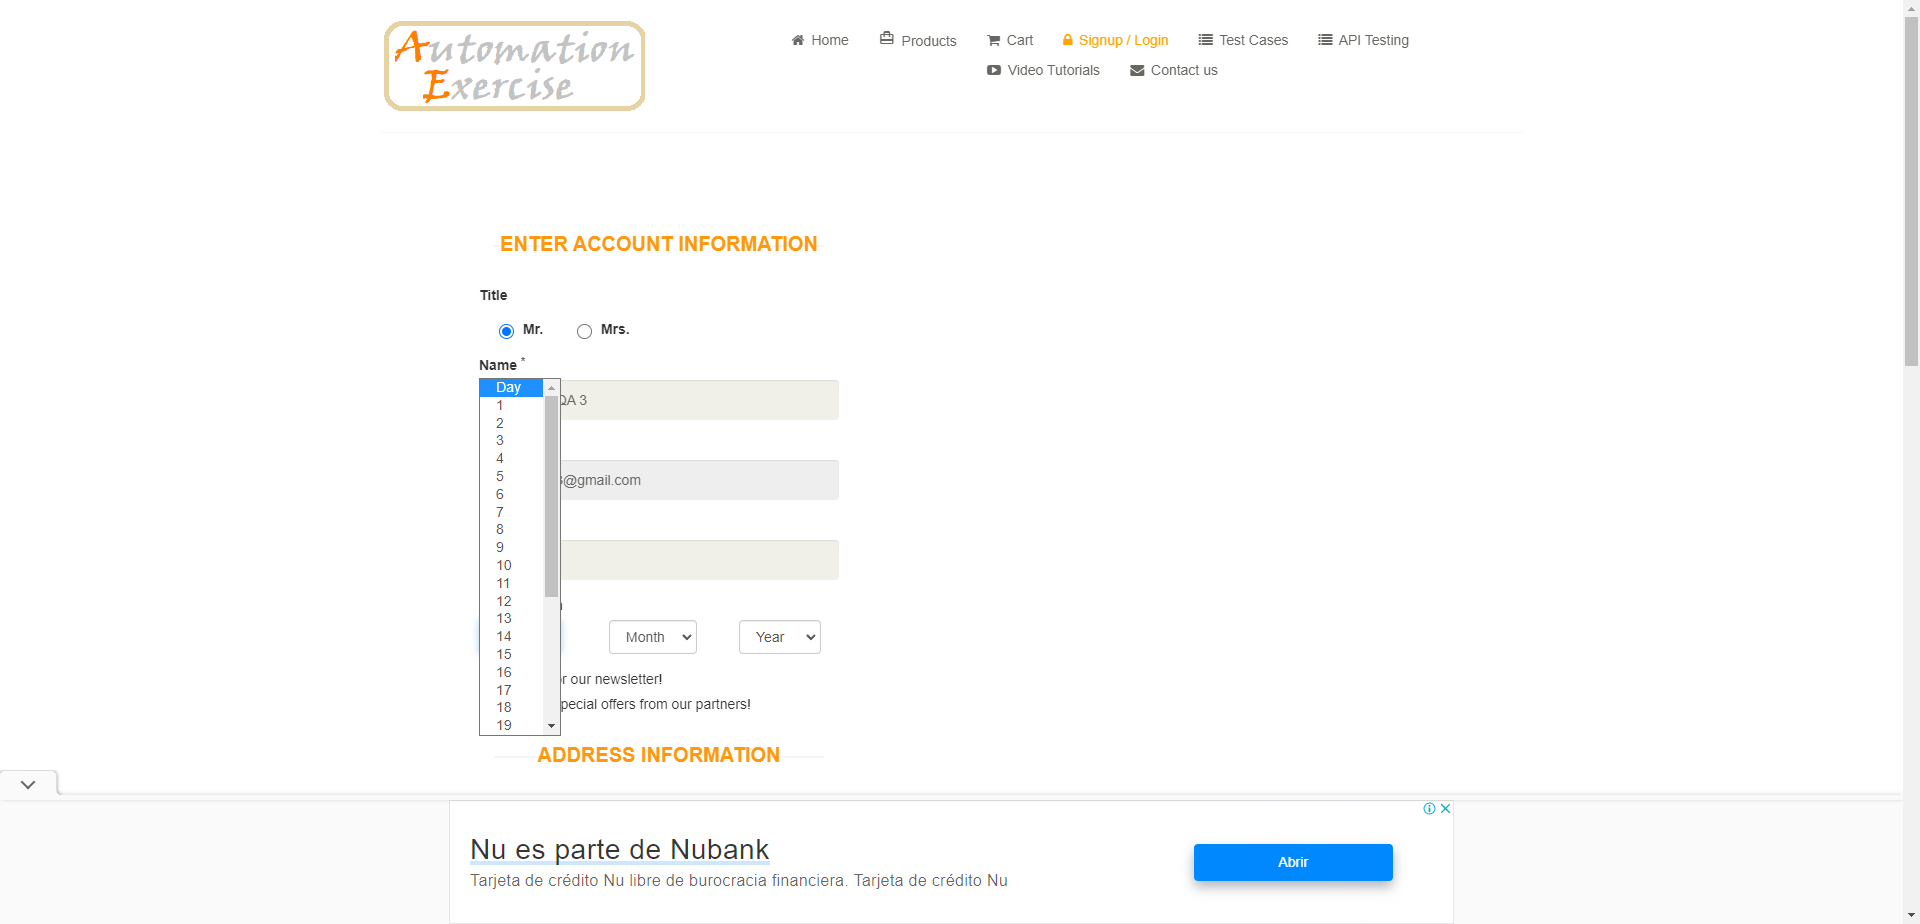 Automation
Exercise
Home
Products
Cart
Signup / Login
Test Cases
API Testing
Video Tutorials
Contact us
ENTER ACCOUNT INFORMATION
Title
Mr.
Mrs.
Name *
QA 3
@gmail.com
Day
1
2
3
4
5
6
7
8
9
10
11
12
13
14
15
16
17
18
19
Month
Year
our newsletter!
pecial offers from our partners!
ADDRESS INFORMATION
Nu es parte de Nubank
Tarjeta de crédito Nu libre de burocracia financiera. Tarjeta de crédito Nu
Abrir